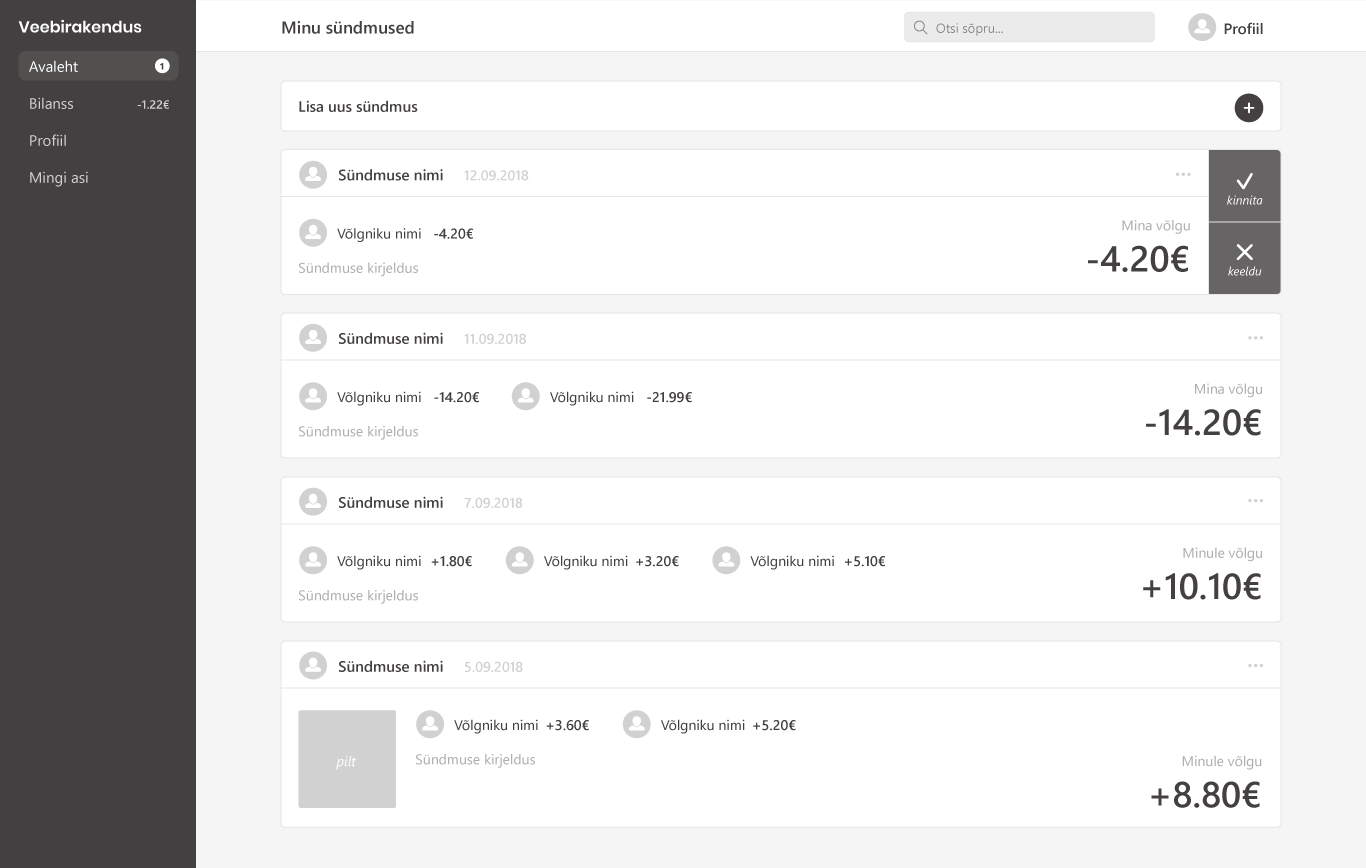 Veebirakendus
Avaleht 1
Bilanss -1.22€
Profiil
Mingi asi
Minu sündmused
Otsi sõpru...
Profiil
Lisa uus sündmus
Sündmuse nimi 12.09.2018
Võlgniku nimi -4.20€
Sündmuse kirjeldus
Mina võlgu
-4.20€
kinnita
keeldu
Sündmuse nimi 11.09.2018
Võlgniku nimi -14.20€ Võlgniku nimi -21.99€
Sündmuse kirjeldus
Mina võlgu
-14.20€
Sündmuse nimi 7.09.2018
Võlgniku nimi +1.80€ Võlgniku nimi +3.20€ Võlgniku nimi +5.10€
Sündmuse kirjeldus
Minule võlgu
+10.10€
Sündmuse nimi 5.09.2018
pilt
Võlgniku nimi +3.60€ Võlgniku nimi +5.20€
Sündmuse kirjeldus
Minule võlgu
+8.80€